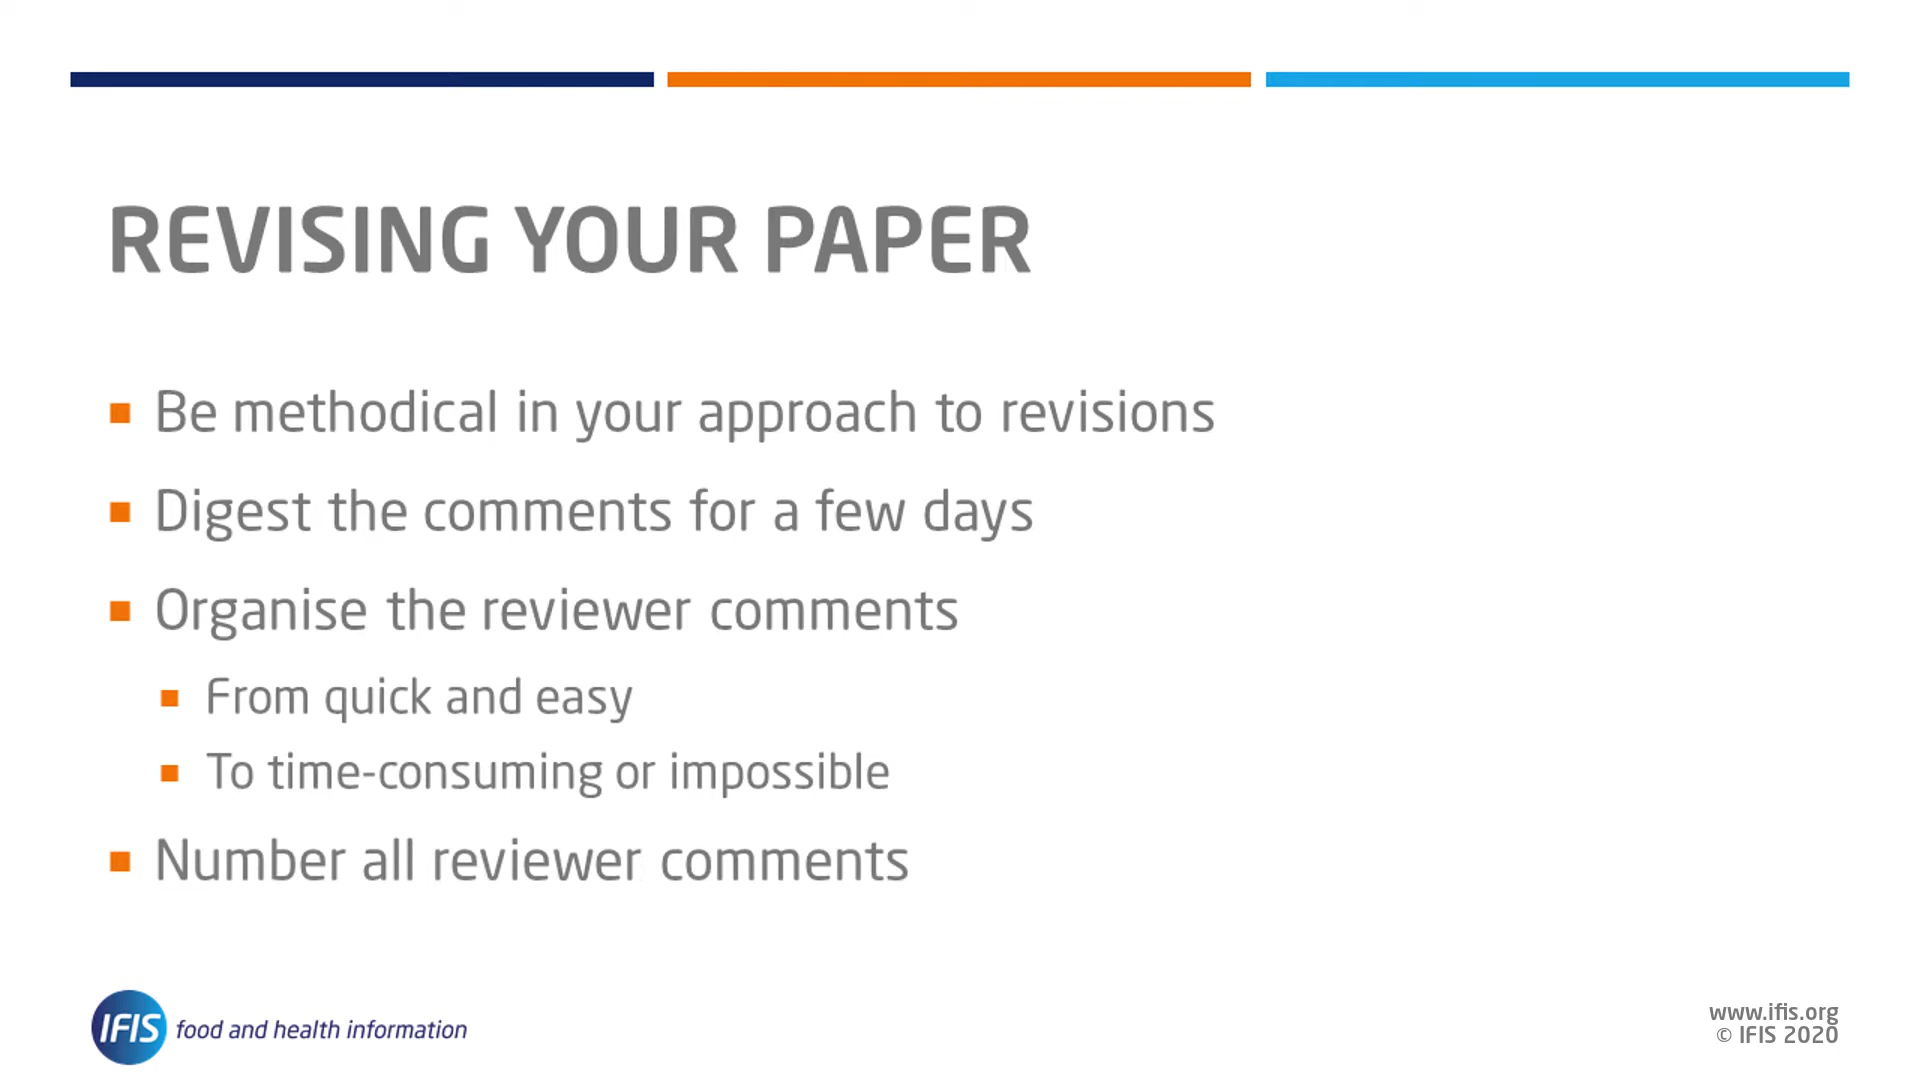 REVISING YOUR PAPER
Be methodical in your approach to revisions
Digest the comments for a few days
Organise the reviewer comments
From quick and easy
To time-consuming or impossible
Number all reviewer comments
IFIS food and health information
www.ifis.org
© IFIS 2020